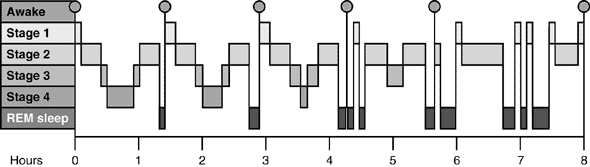 Awake
Stage 1
Stage 2
Stage 3
Stage 4
REM sleep
Hours 0 1 2 3 4 5 6 7 8